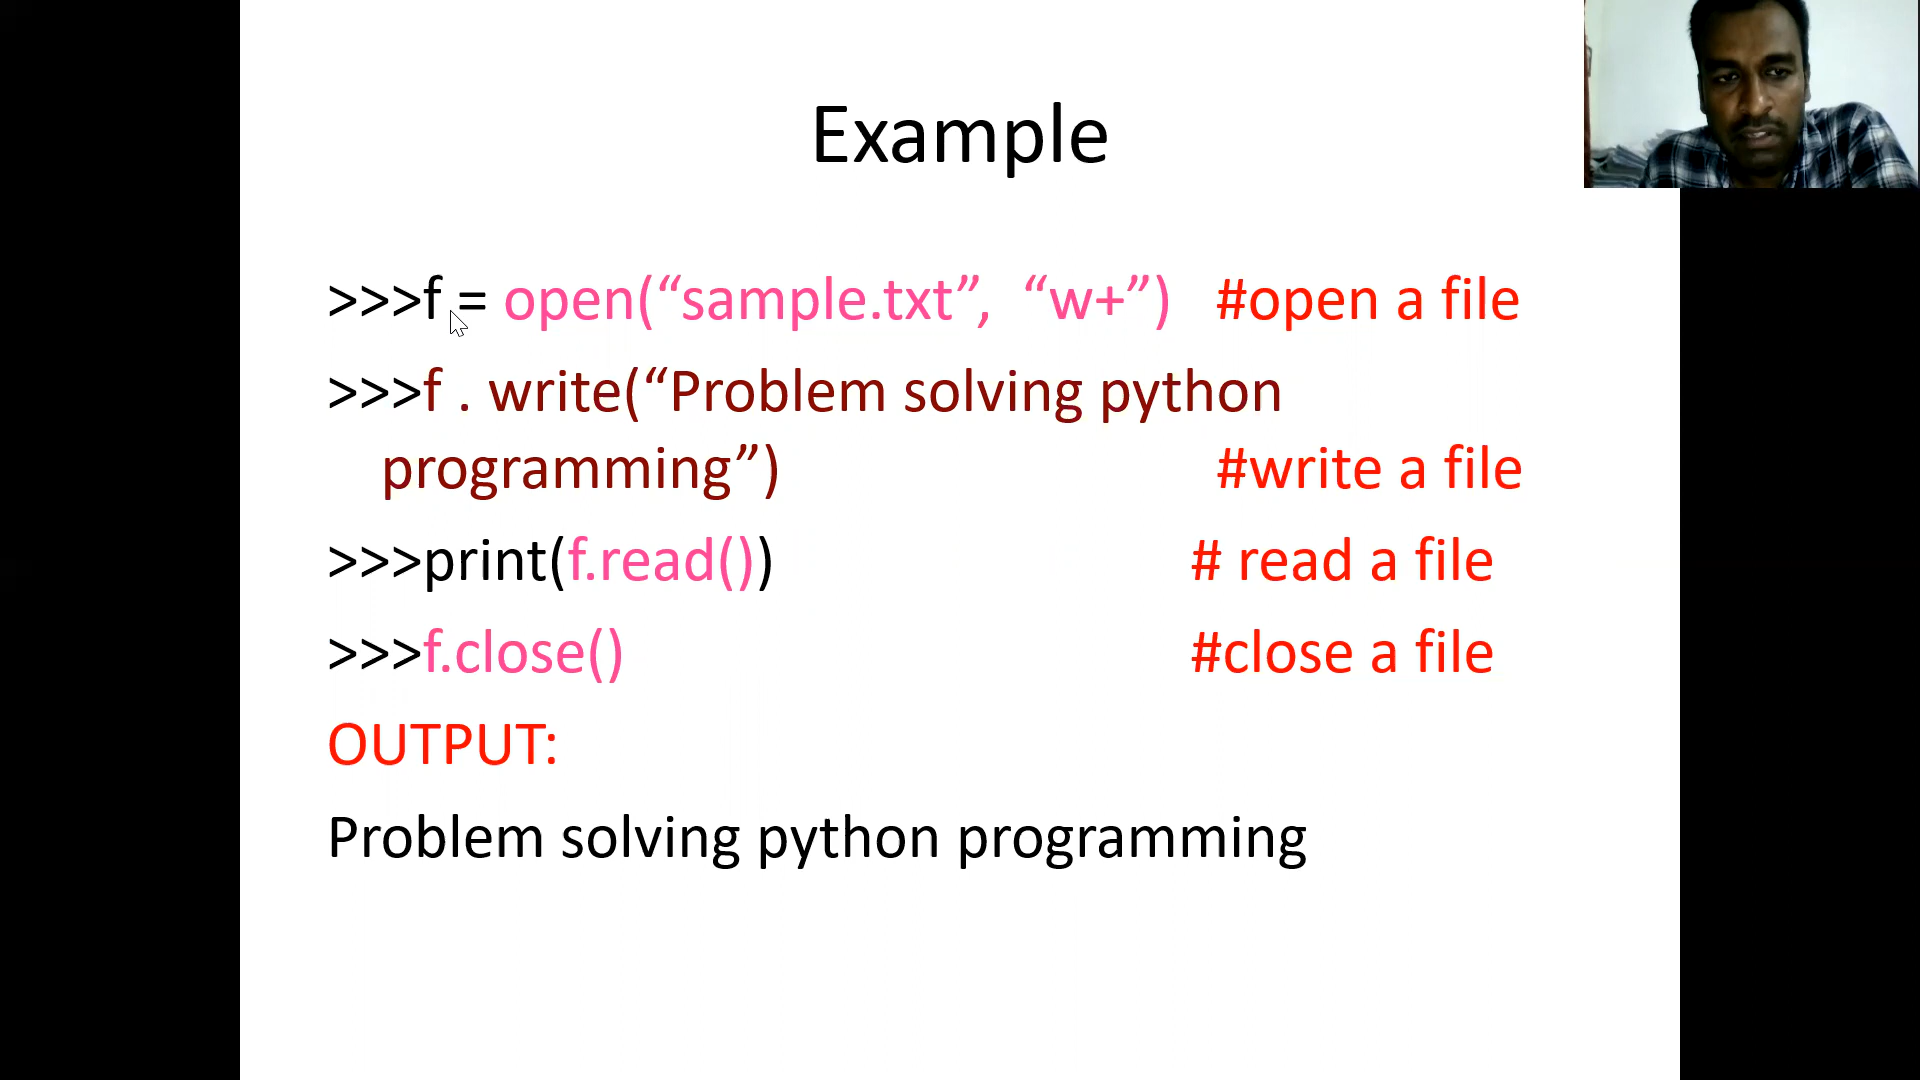 Example
>>>f = open(“sample.txt”, “w+”) #open a file
>>>f . write(“Problem solving python
programming”) #write a file
>>>print(f.read()) # read a file
>>>f.close() #close a file
OUTPUT:
Problem solving python programming